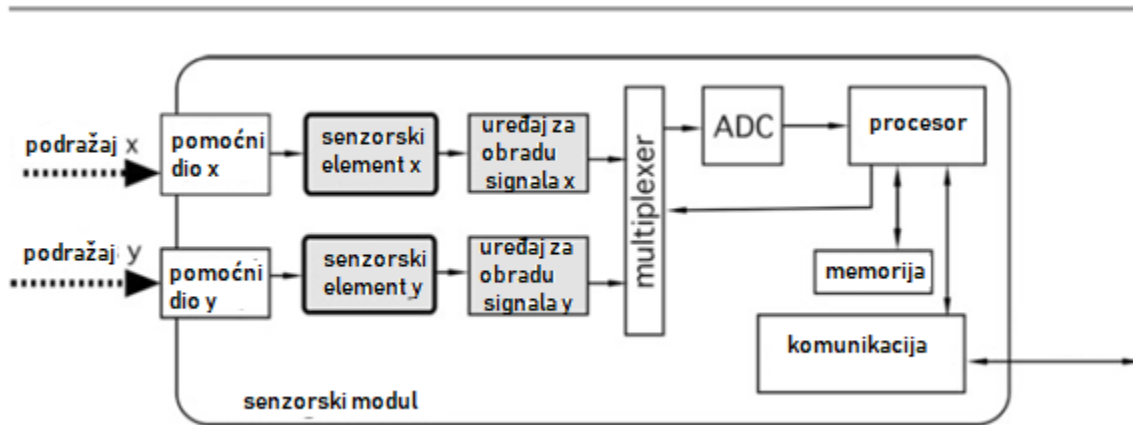 podražaj x
pomoćni
dio x
senzorski
element x
uređaj za
obradu
signala x
multiplexer
ADC
procesor
podražaj y
pomoćni
dio y
senzorski
element y
uređaj za
obradu
signala y
memorija
komunikacija
senzorski modul